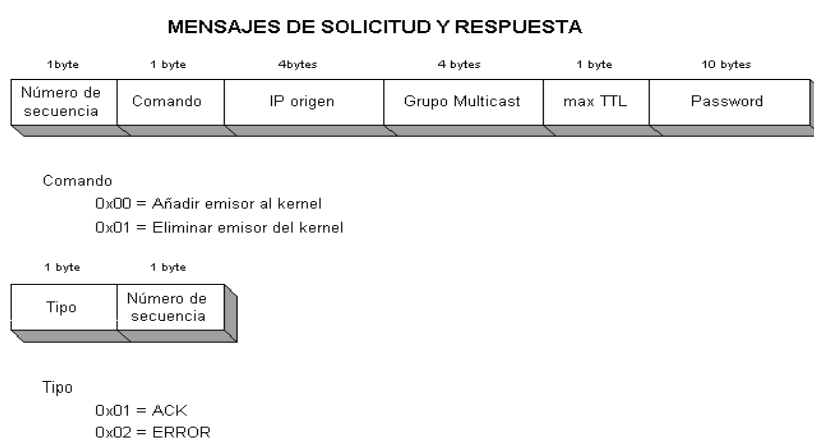 MENSAJES DE SOLICITUD Y RESPUESTA
1byte 1 byte 4bytes 4 bytes 1 byte 10 bytes
Número de secuencia Comando IP origen Grupo Multicast max TTL Password
Comando
0x00 = Añadir emisor al kernel
0x01 = Eliminar emisor del kernel
1 byte 1 byte
Tipo Número de secuencia
Tipo
0x01 = ACK
0x02 = ERROR